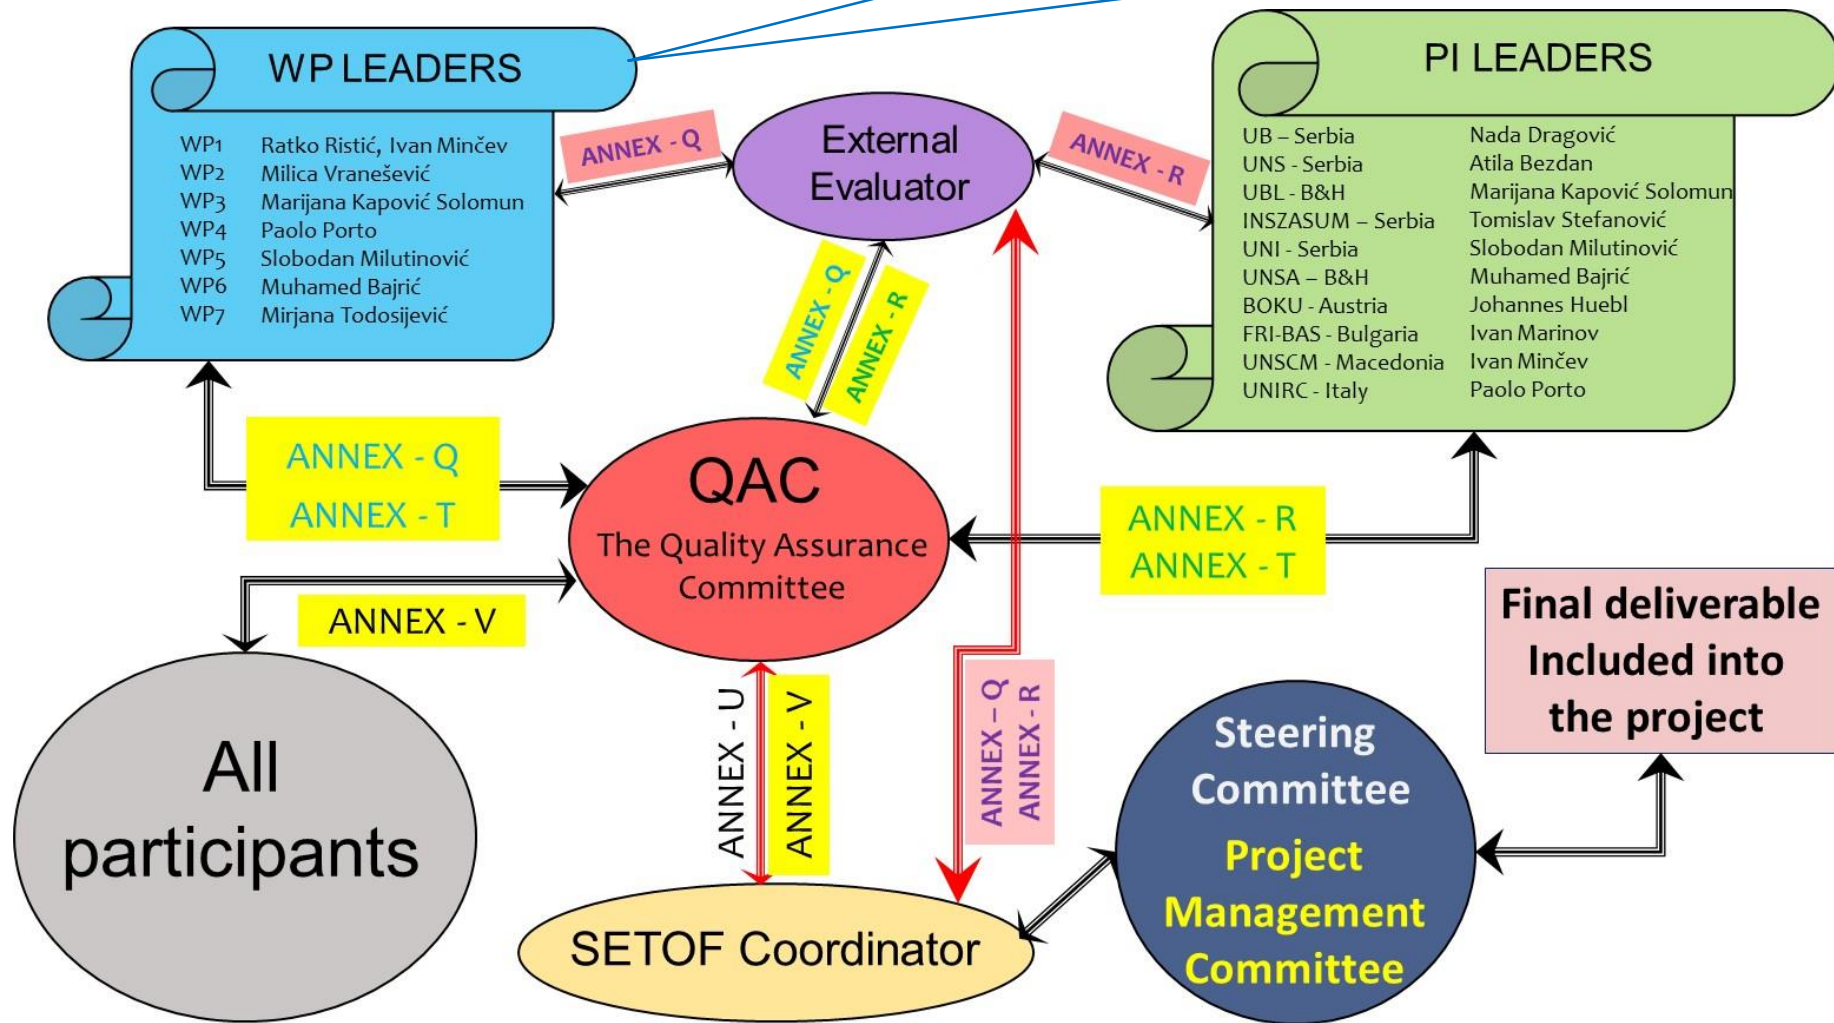 WP LEADERS
WP1 Ratko Ristić, Ivan Minčev
WP2 Milica Vranešević
WP3 Marijana Kapović Solomun
WP4 Paolo Porto
WP5 Slobodan Milutinović
WP6 Muhamed Bajrić
WP7 Mirjana Todosijević
ANNEX - Q
External
Evaluator
ANNEX - R
PI LEADERS
UB – Serbia Nada Dragović
UNS - Serbia Atila Bezdan
UBL - B&H Marijana Kapović Solomun
INSZASUM – Serbia Tomislav Stefanović
UNI - Serbia Slobodan Milutinović
UNSA – B&H Muhamed Bajrić
BOKU - Austria Johannes Huebl
FRI-BAS - Bulgaria Ivan Marinov
UNSCM - Macedonia Ivan Minčev
UNIRC - Italy Paolo Porto
ANNEX - Q
ANNEX - R
ANNEX - Q
ANNEX - T
QAC
The Quality Assurance
Committee
ANNEX - R
ANNEX - T
ANNEX - V
All
participants
ANNEX - U
ANNEX - V
ANNEX – Q
ANNEX - R
SETOF Coordinator
Steering
Committee
Project
Management
Committee
Final deliverable
Included into
the project